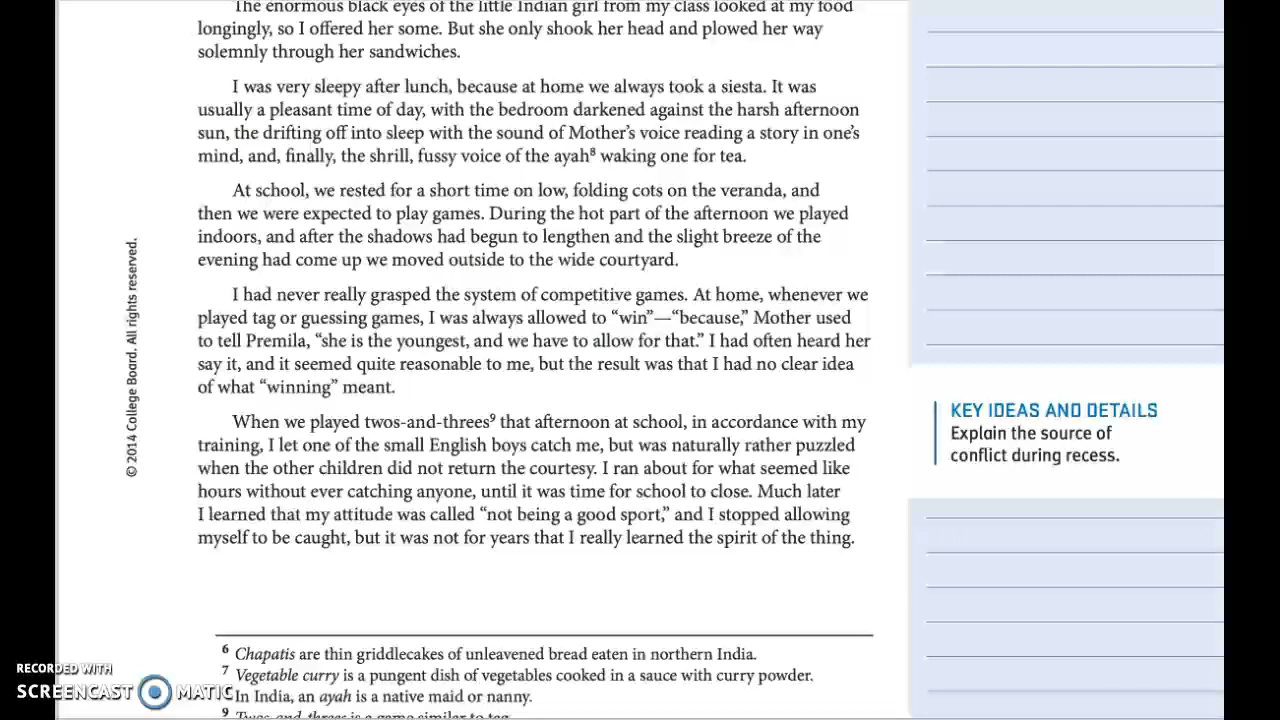 The enormous black eyes of the little Indian girl from my class looked at my food
longingly, so I offered her some. But she only shook her head and plowed her way
solemnly through her sandwiches.
I was very sleepy after lunch, because at home we always took a siesta. It was
usually a pleasant time of day, with the bedroom darkened against the harsh afternoon
sun, the drifting off into sleep with the sound of Mother’s voice reading a story in one’s
mind, and, finally, the shrill, fussy voice of the ayah⁸ waking one for tea.
At school, we rested for a short time on low, folding cots on the veranda, and
then we were expected to play games. During the hot part of the afternoon we played
indoors, and after the shadows had begun to lengthen and the slight breeze of the
evening had come up we moved outside to the wide courtyard.
I had never really grasped the system of competitive games. At home, whenever we
played tag or guessing games, I was always allowed to “win”—“because,” Mother used
to tell Premila, “she is the youngest, and we have to allow for that.” I had often heard her
say it, and it seemed quite reasonable to me, but the result was that I had no clear idea
of what “winning” meant.
When we played twos-and-threes⁹ that afternoon at school, in accordance with my
training, I let one of the small English boys catch me, but was naturally rather puzzled
when the other children did not return the courtesy. I ran about for what seemed like
hours without ever catching anyone, until it was time for school to close. Much later
I learned that my attitude was called “not being a good sport,” and I stopped allowing
myself to be caught, but it was not for years that I really learned the spirit of the thing.
© 2014 College Board. All rights reserved.
KEY IDEAS AND DETAILS
Explain the source of
conflict during recess.
⁶ Chapatis are thin griddlecakes of unleavened bread eaten in northern India.
⁷ Vegetable curry is a pungent dish of vegetables cooked in a sauce with curry powder.
In India, an ayah is a native maid or nanny.
⁹ Twos-and-threes is a game similar to tag.
RECORDED WITH
SCREENCAST MATIC